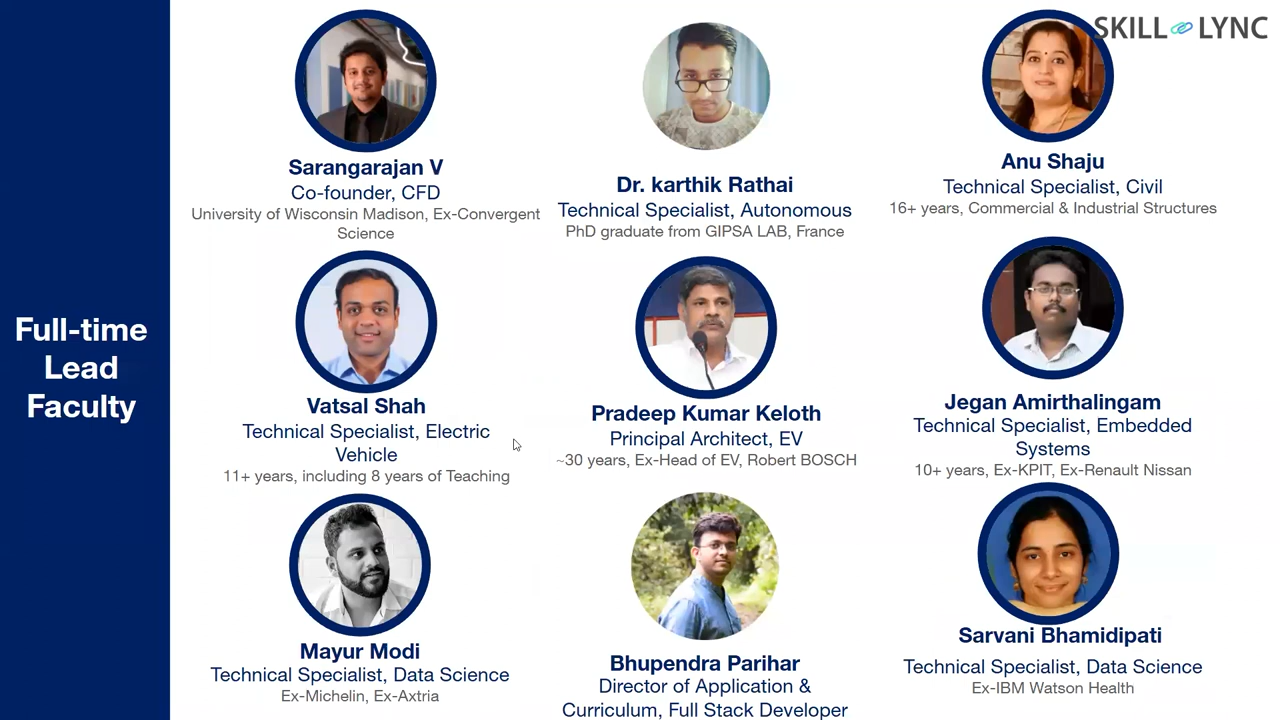 SKILL LYNC
Full-time
Lead
Faculty
Sarangarajan V
Co-founder, CFD
University of Wisconsin Madison, Ex-Convergent
Science
Dr. karthik Rathai
Technical Specialist, Autonomous
PhD graduate from GIPSA LAB, France
Anu Shaju
Technical Specialist, Civil
16+ years, Commercial & Industrial Structures
Vatsal Shah
Technical Specialist, Electric
Vehicle
11+ years, including 8 years of Teaching
Pradeep Kumar Keloth
Principal Architect, EV
~30 years, Ex-Head of EV, Robert BOSCH
Jegan Amirthalingam
Technical Specialist, Embedded
Systems
10+ years, Ex-KPIT, Ex-Renault Nissan
Mayur Modi
Technical Specialist, Data Science
Ex-Michelin, Ex-Axtria
Bhupendra Parihar
Director of Application &
Curriculum, Full Stack Developer
Sarvani Bhamidipati
Technical Specialist, Data Science
Ex-IBM Watson Health